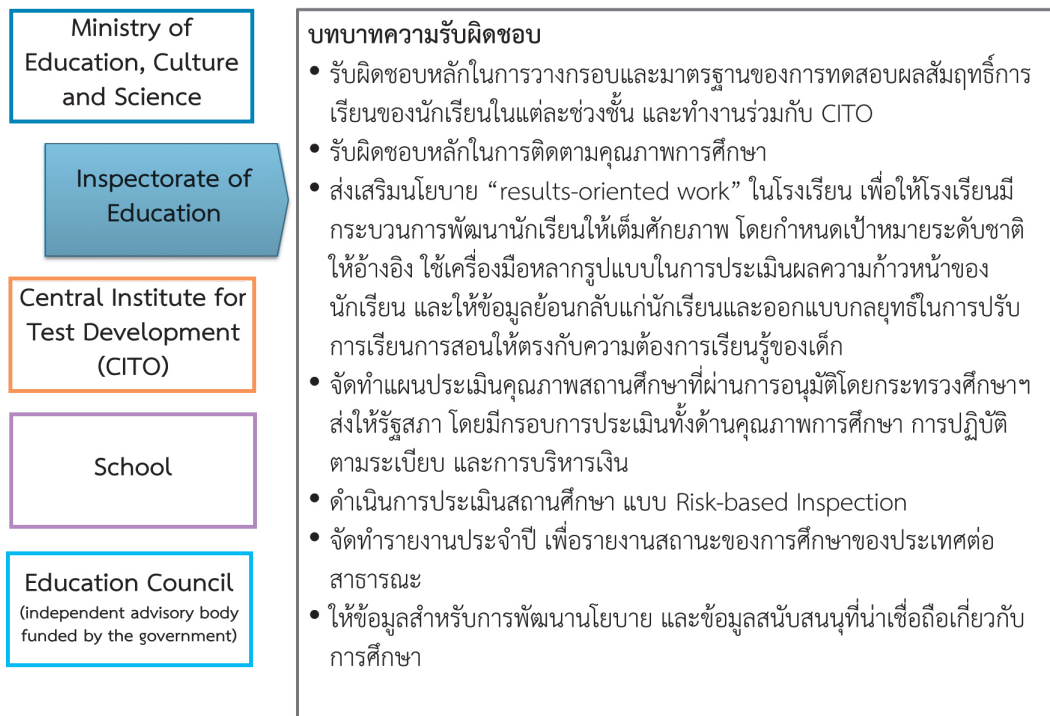 Ministry of
Education, Culture
and Science
Inspectorate of
Education
Central Institute for
Test Development
(CITO)
School
Education Council
(independent advisory body
funded by the government)
บทบาทความรับผิดชอบ
• รับผิดชอบหลักในการวางกรอบและมาตรฐานของการทดสอบผลสัมฤทธิ์การ
เรียนของนักเรียนในแต่ละช่วงชั้น และทำงานร่วมกับ CITO
• รับผิดชอบหลักในการติดตามคุณภาพการศึกษา
• ส่งเสริมนโยบาย “results-oriented work” ในโรงเรียน เพื่อให้โรงเรียนมี
กระบวนการพัฒนานักเรียนให้เต็มศักยภาพ โดยกำหนดเป้าหมายระดับชาติ
ให้อ้างอิง ใช้เครื่องมือหลากรูปแบบในการประเมินผลความก้าวหน้าของ
นักเรียน และให้ข้อมูลย้อนกลับแก่นักเรียนและออกแบบกลยุทธ์ในการปรับ
การเรียนการสอนให้ตรงกับความต้องการเรียนรู้ของเด็ก
• จัดทำแผนประเมินคุณภาพสถานศึกษาที่ผ่านการอนุมัติโดยกระทรวงศึกษาฯ
ส่งให้รัฐสภา โดยมีกรอบการประเมินทั้งด้านคุณภาพการศึกษา การปฏิบัติ
ตามระเบียบ และการบริหารเงิน
• ดำเนินการประเมินสถานศึกษา แบบ Risk-based Inspection
• จัดทำรายงานประจำปี เพื่อรายงานสถานะของการศึกษาของประเทศต่อ
สาธารณะ
• ให้ข้อมูลสำหรับการพัฒนานโยบาย และข้อมูลสนับสนุนที่น่าเชื่อถือเกี่ยวกับ
การศึกษา